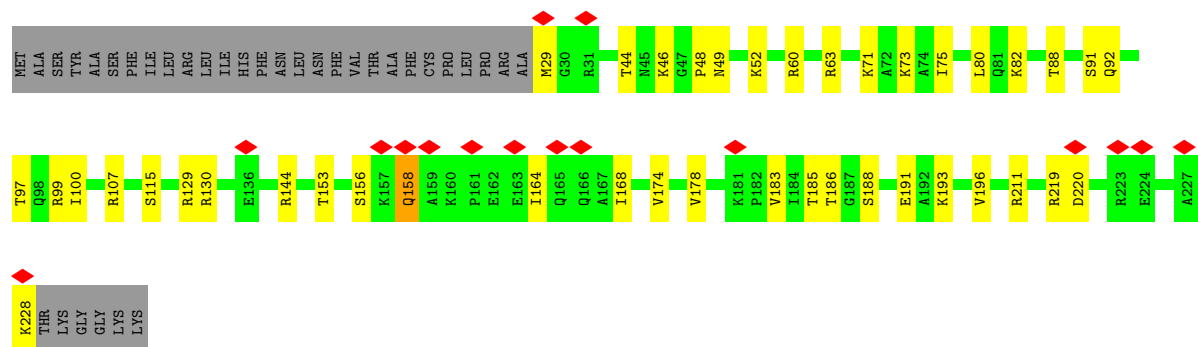 MET ALA SER TYR ALA SER PHE ILE LEU LEU ARG LEU ILE ILE HIS PHE ASN LEU ASN PHE VAL THR ALA PHE CYS PRO LEU PRO ARG ALA M29 G30 R31 T44 N45 K46 G47 P48 N49 K52 R60 R63 K71 A72 K73 A74 I75 L80 Q81 K82 T88 S91 Q92
T97 Q98 R99 I100 R107 S115 R129 R130 E136 R144 T153 S156 K157 Q158 A159 K160 P161 E162 E163 I164 Q165 Q166 A167 I168 V174 V178 K181 P182 V183 I184 T185 T186 G187 S188 E191 A192 K193 V196 R211 R219 D220 R223 E224 A227
K228 THR LYS GLY GLY LYS LYS